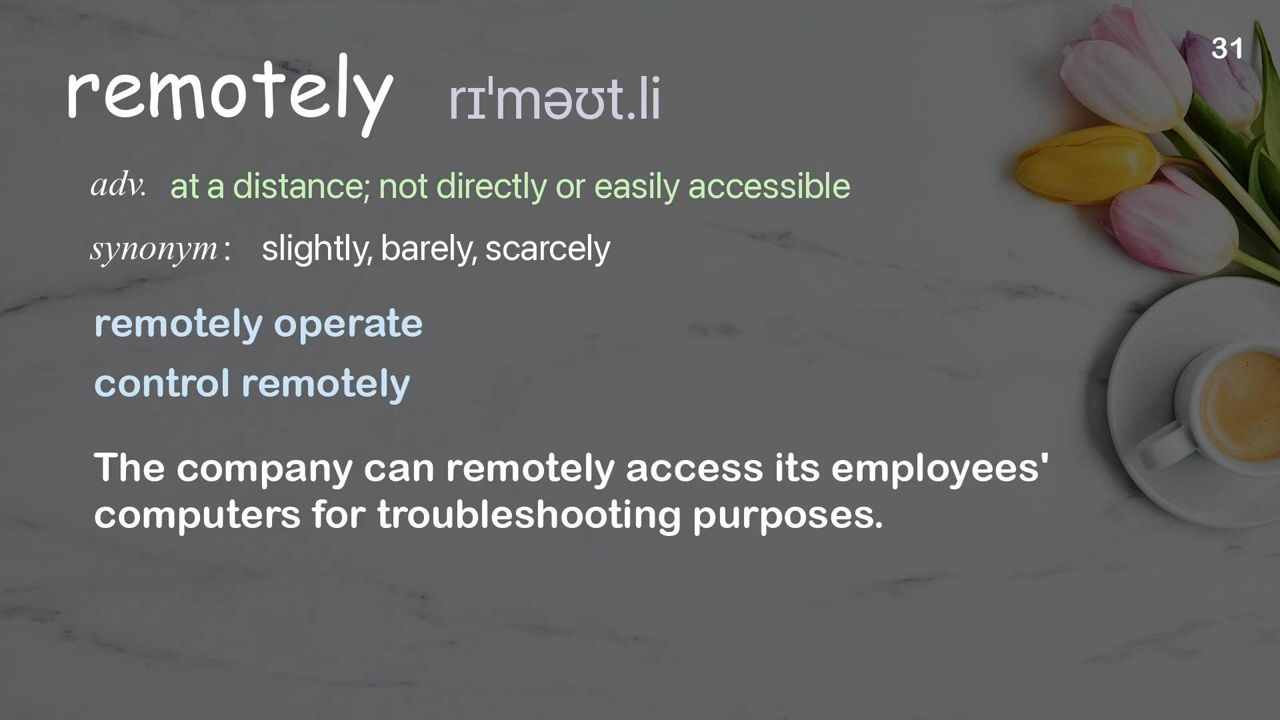 31
remotely rɪˈməʊt.li
adv. at a distance; not directly or easily accessible
synonym: slightly, barely, scarcely
remotely operate
control remotely
The company can remotely access its employees'
computers for troubleshooting purposes.